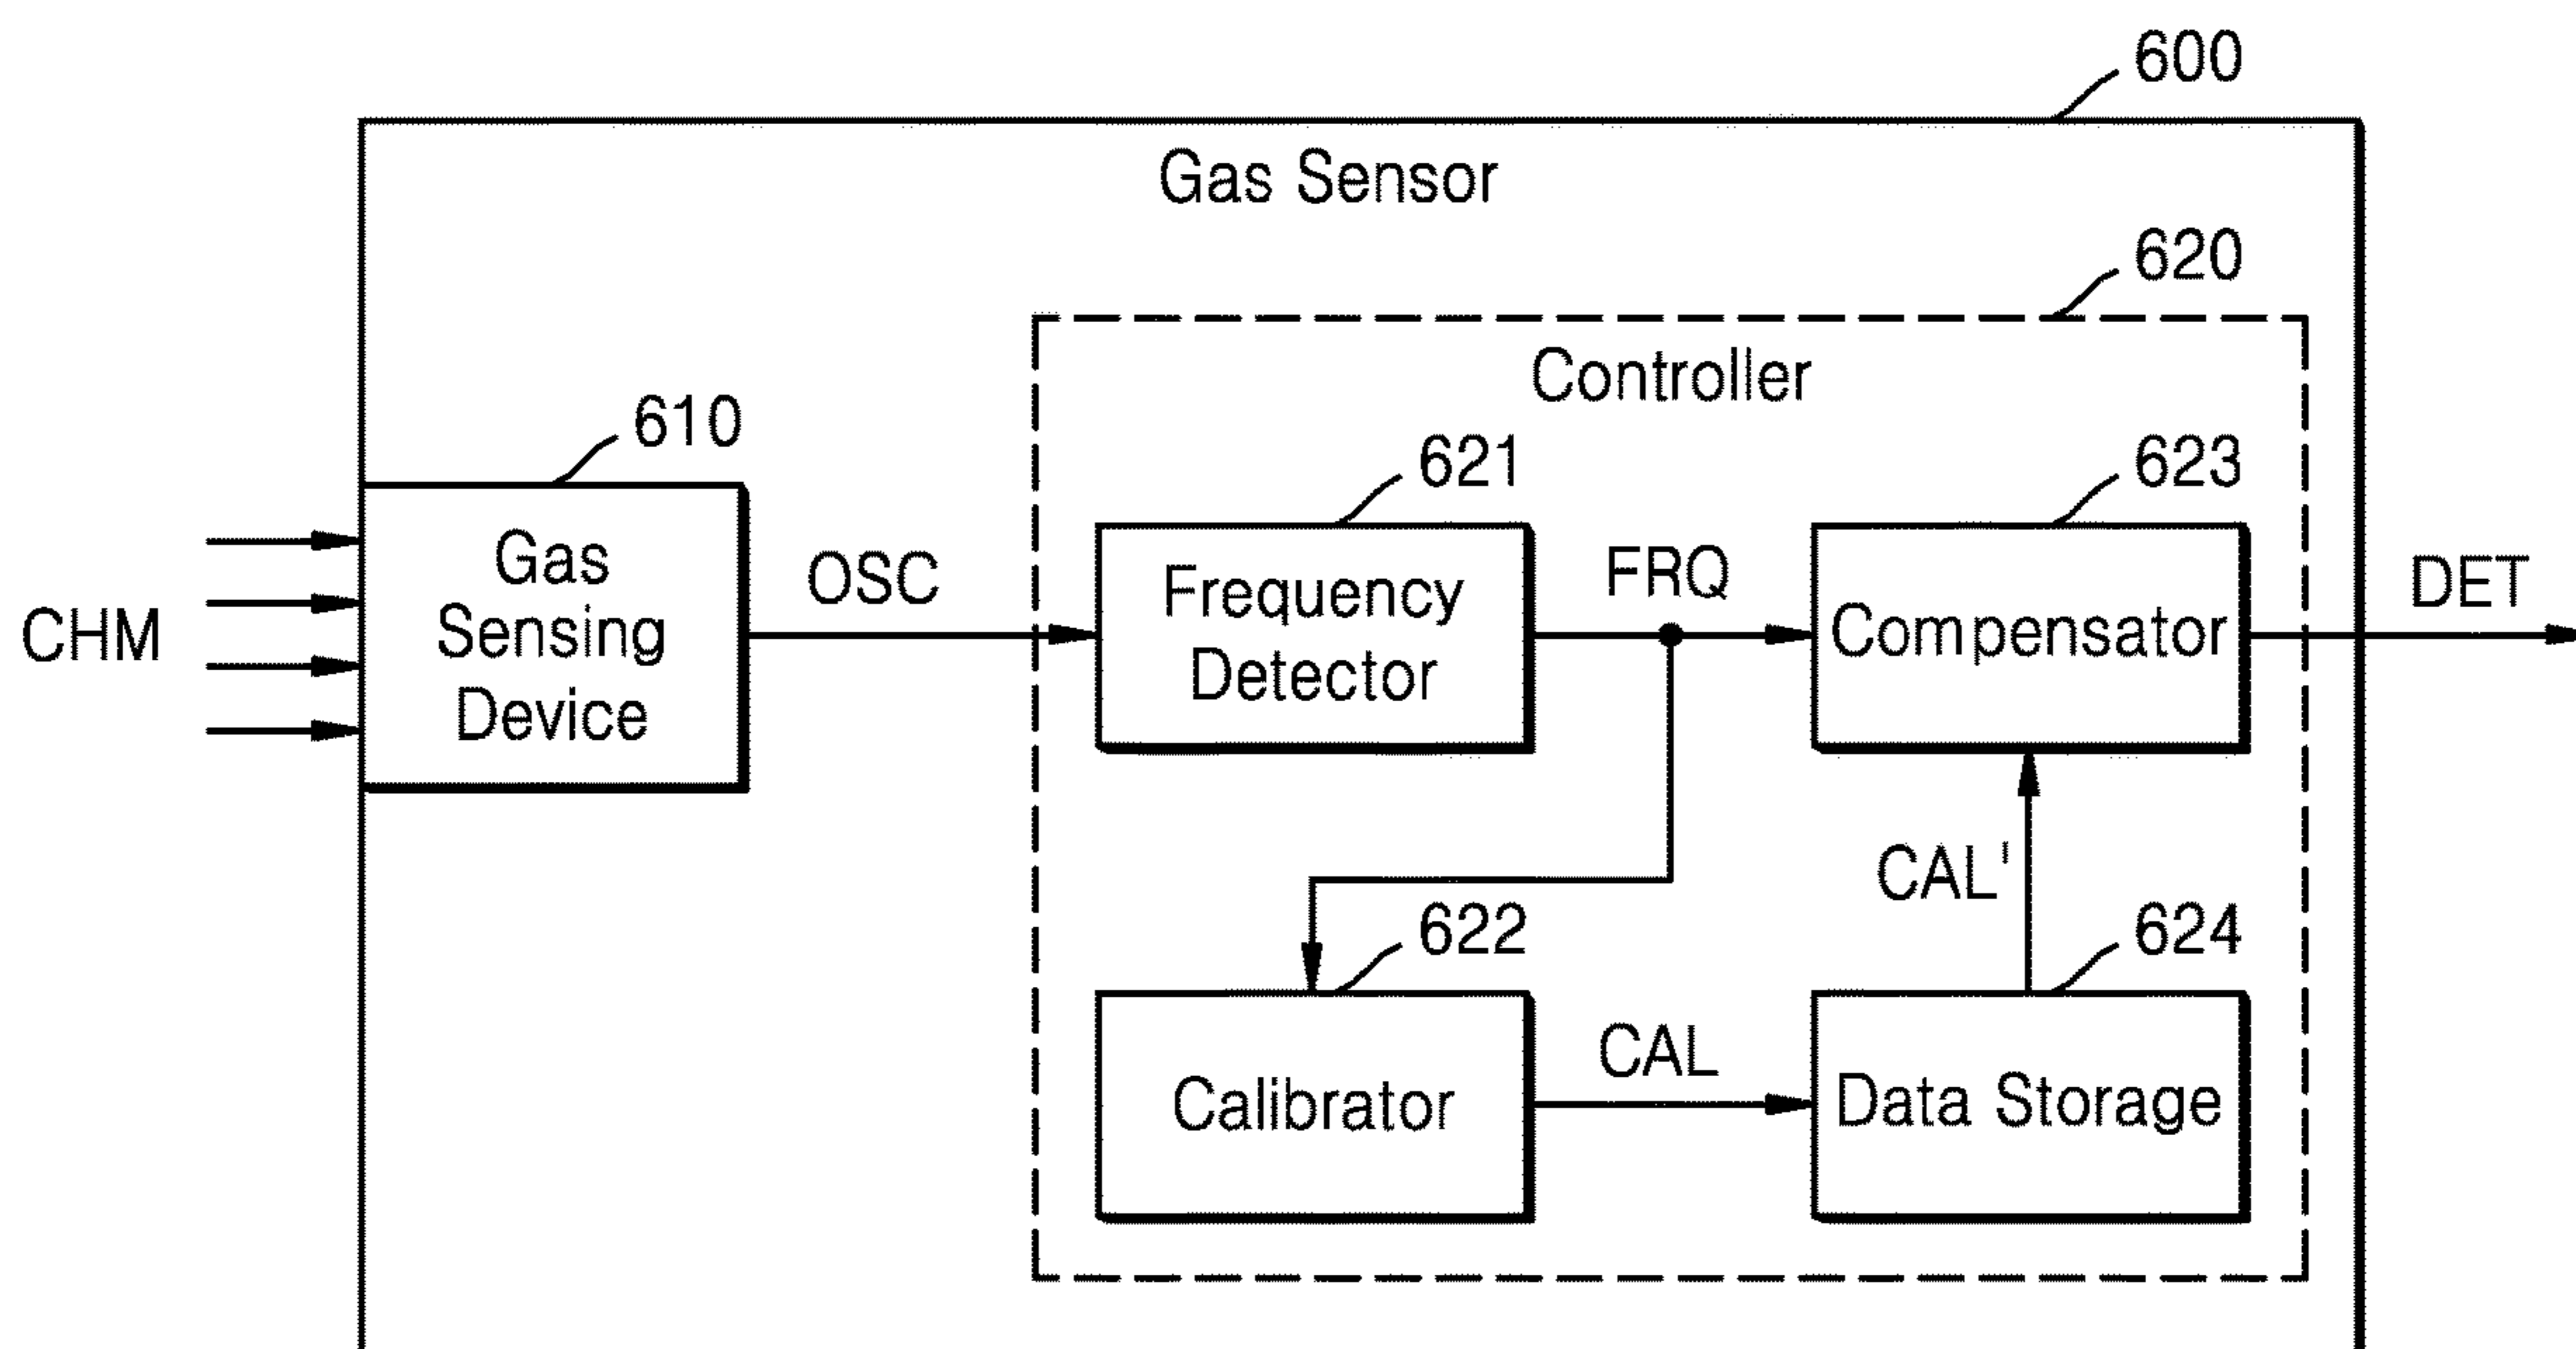 600
Gas Sensor
620
Controller
610
621
623
Gas
Sensing
Device
CHM
OSC
Frequency
Detector
FRQ
Compensator
DET
CAL'
622
624
Calibrator
CAL
Data Storage